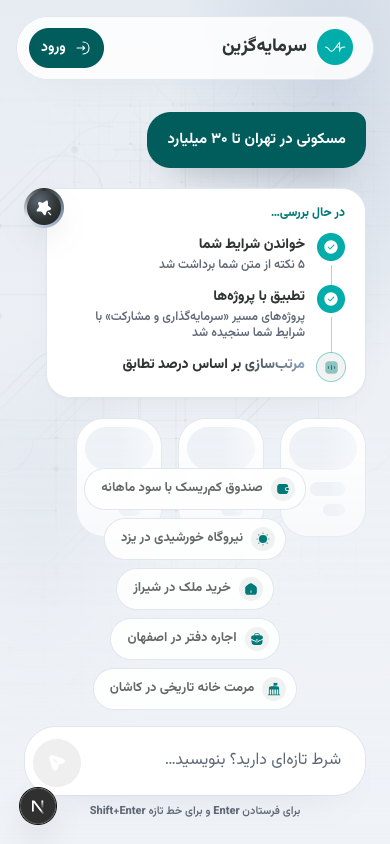 سرمایه‌گزین
ورود
مسکونی در تهران تا ۳۰ میلیارد
در حال بررسی...
خواندن شرایط شما
۵ نکته از متن شما برداشت شد
تطبیق با پروژه‌ها
پروژه‌های مسیر «سرمایه‌گذاری و مشارکت» با
شرایط شما سنجیده شد
مرتب‌سازی بر اساس درصد تطابق
صندوق کم‌ریسک با سود ماهانه
نیروگاه خورشیدی در یزد
خرید ملک در شیراز
اجاره دفتر در اصفهان
مرمت خانه تاریخی در کاشان
شرط تازه‌ای دارید؟ بنویسید...
برای فرستادن Enter و برای خط تازه Shift+Enter
N